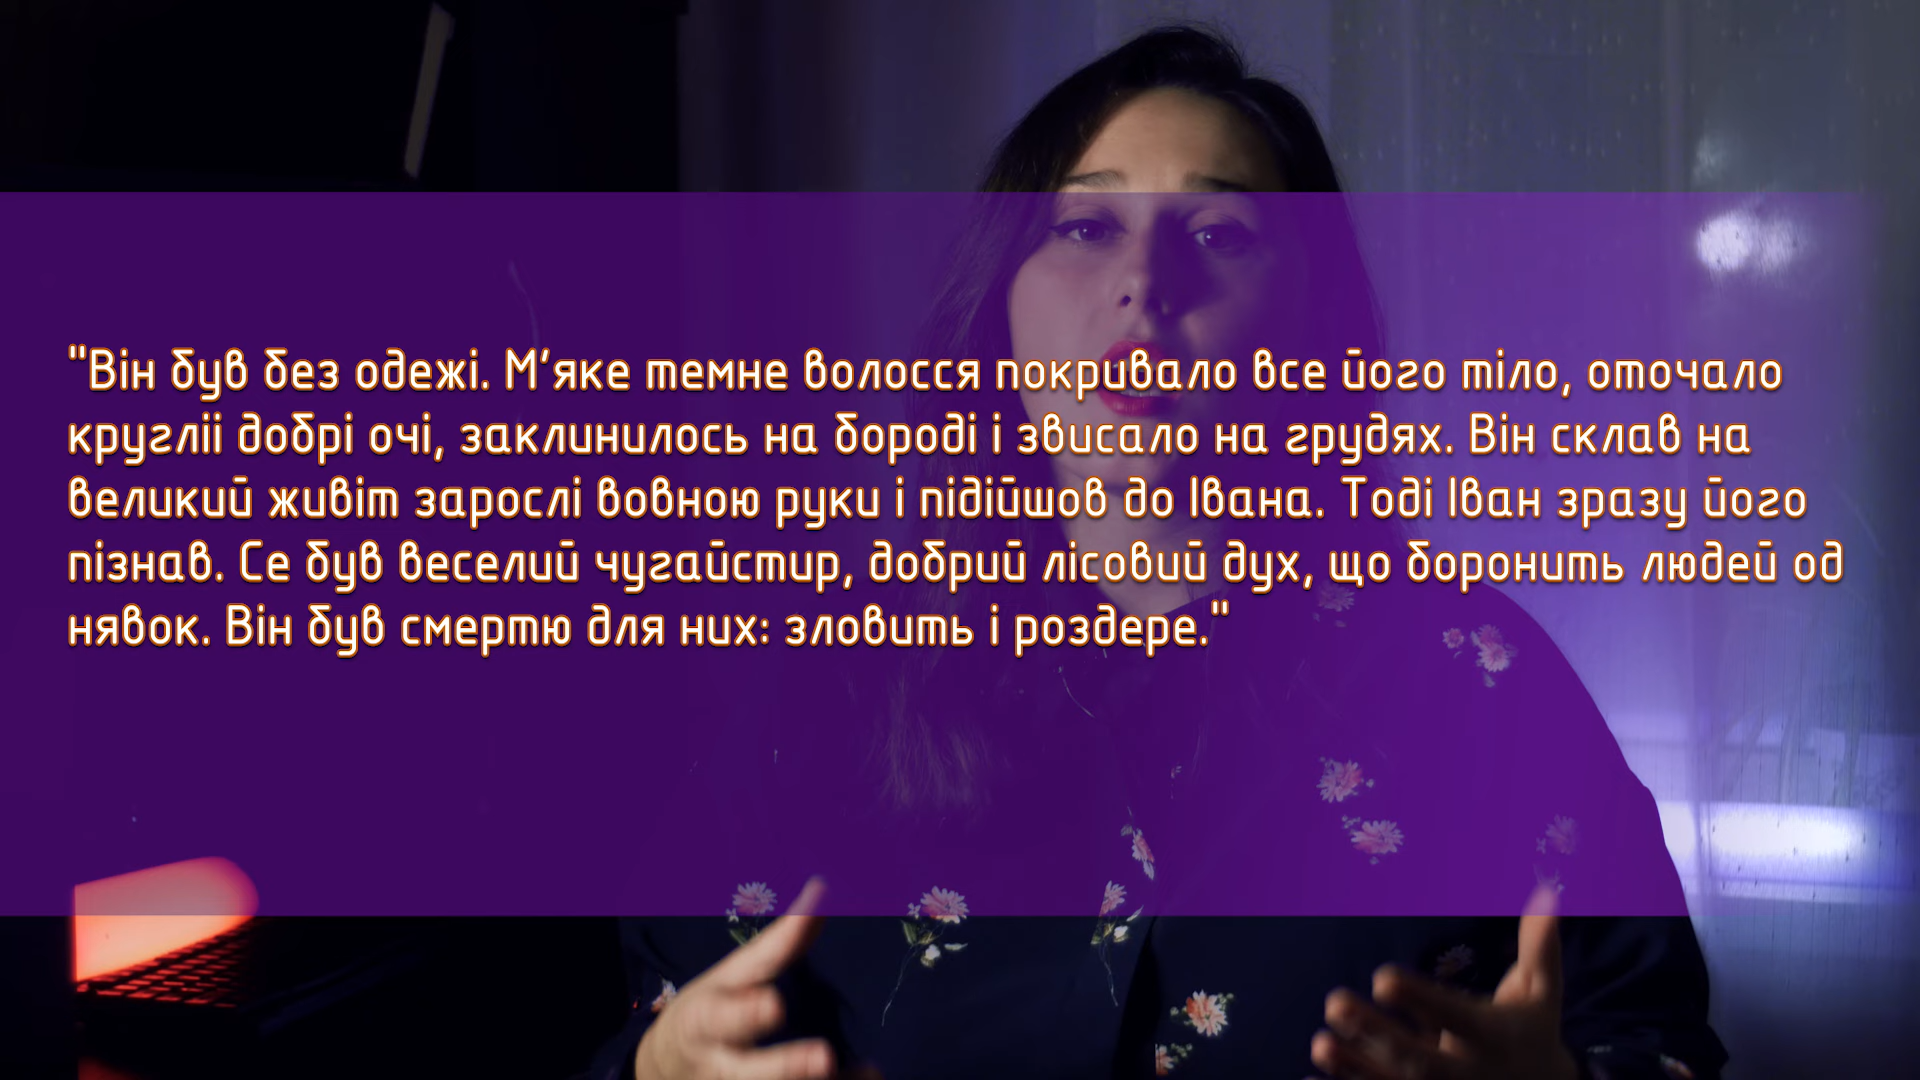 "Він був без одежі. М’яке темне волосся покривало все його тіло, оточало
кругліі добрі очі, заклинилось на бороді і звисало на грудях. Він склав на
великий живіт зарослі вовною руки і підійшов до Івана. Тоді Іван зразу його
пізнав. Се був веселий чугайстир, добрий лісовий дух, що боронить людей од
нявок. Він був смертю для них: зловить і роздере."